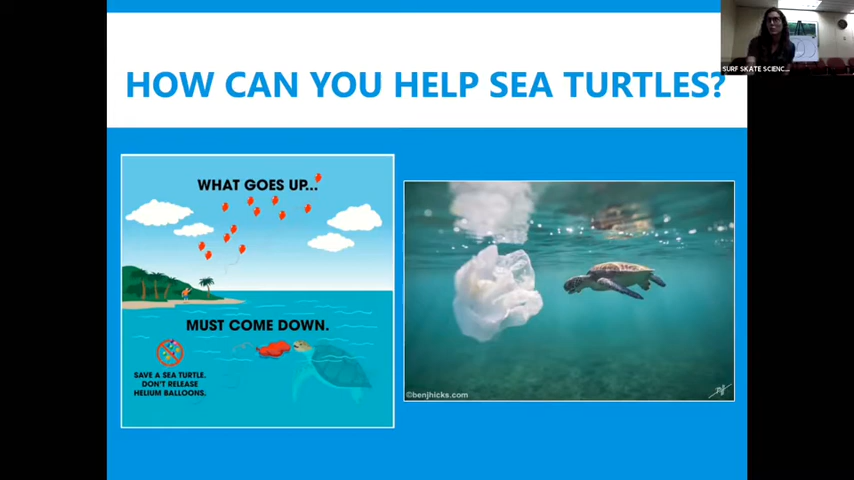 SURF SKATE SCIENC...
HOW CAN YOU HELP SEA TURTLES?
WHAT GOES UP...
MUST COME DOWN.
SAVE A SEA TURTLE.
DON'T RELEASE
HELIUM BALLOONS.
©benjhicks.com